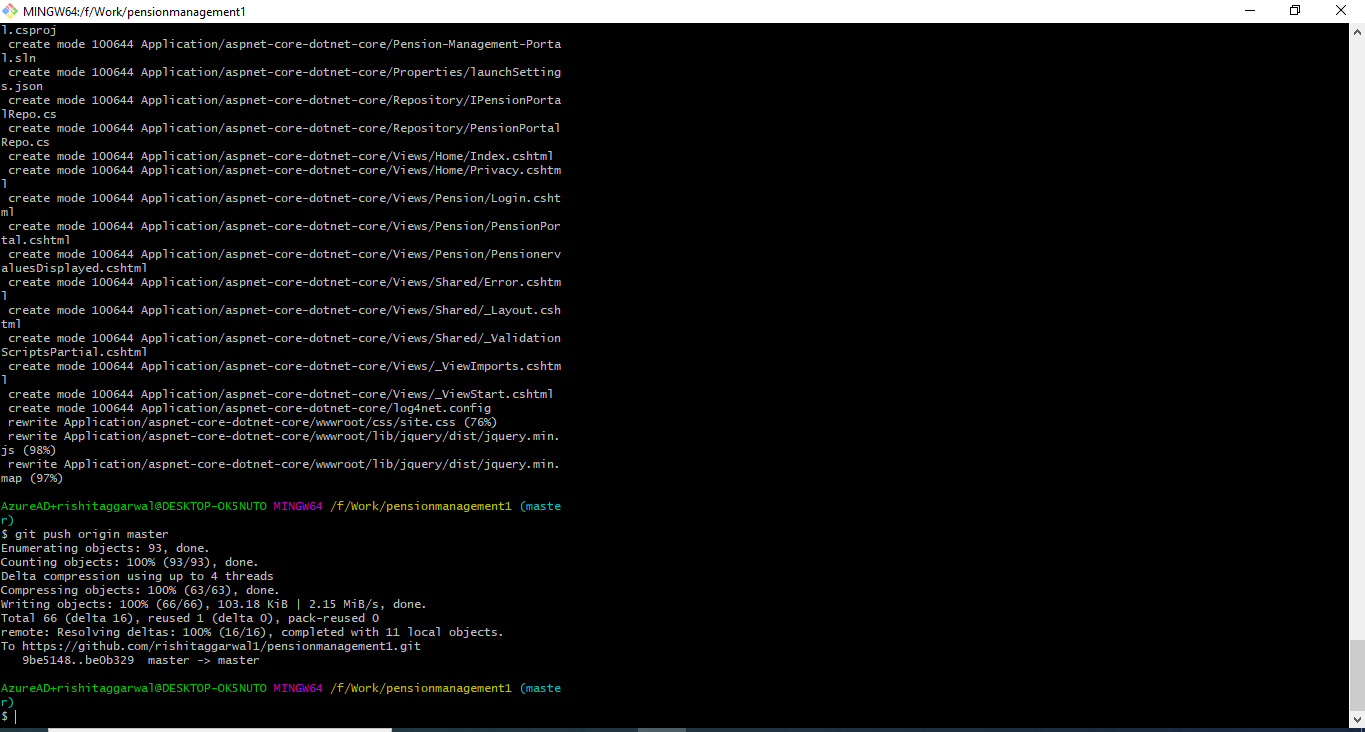 MINGW64:/f/Work/pensionmanagement1
l.csproj
 create mode 100644 Application/aspnet-core-dotnet-core/Pension-Management-Porta
l.sln
 create mode 100644 Application/aspnet-core-dotnet-core/Properties/launchSetting
s.json
 create mode 100644 Application/aspnet-core-dotnet-core/Repository/IPensionPorta
lRepo.cs
 create mode 100644 Application/aspnet-core-dotnet-core/Repository/PensionPortal
Repo.cs
 create mode 100644 Application/aspnet-core-dotnet-core/Views/Home/Index.cshtml
 create mode 100644 Application/aspnet-core-dotnet-core/Views/Home/Privacy.cshtm
l
 create mode 100644 Application/aspnet-core-dotnet-core/Views/Pension/Login.csht
ml
 create mode 100644 Application/aspnet-core-dotnet-core/Views/Pension/PensionPor
tal.cshtml
 create mode 100644 Application/aspnet-core-dotnet-core/Views/Pension/Pensionerv
aluesDisplayed.cshtml
 create mode 100644 Application/aspnet-core-dotnet-core/Views/Shared/Error.cshtm
l
 create mode 100644 Application/aspnet-core-dotnet-core/Views/Shared/_Layout.csh
tml
 create mode 100644 Application/aspnet-core-dotnet-core/Views/Shared/_Validation
ScriptsPartial.cshtml
 create mode 100644 Application/aspnet-core-dotnet-core/Views/_ViewImports.cshtm
l
 create mode 100644 Application/aspnet-core-dotnet-core/Views/_ViewStart.cshtml
 create mode 100644 Application/aspnet-core-dotnet-core/log4net.config
 rewrite Application/aspnet-core-dotnet-core/wwwroot/css/site.css (76%)
 rewrite Application/aspnet-core-dotnet-core/wwwroot/lib/jquery/dist/jquery.min.
js (98%)
 rewrite Application/aspnet-core-dotnet-core/wwwroot/lib/jquery/dist/jquery.min.
map (97%)
AzureAD+rishitaggarwal@DESKTOP-OK5NUTO MINGW64 /f/Work/pensionmanagement1 (maste
r)
$ git push origin master
Enumerating objects: 93, done.
Counting objects: 100% (93/93), done.
Delta compression using up to 4 threads
Compressing objects: 100% (63/63), done.
Writing objects: 100% (66/66), 103.18 KiB | 2.15 MiB/s, done.
Total 66 (delta 16), reused 1 (delta 0), pack-reused 0
remote: Resolving deltas: 100% (16/16), completed with 11 local objects.
To https://github.com/rishitaggarwal1/pensionmanagement1.git
   9be5148..be0b329  master -> master
AzureAD+rishitaggarwal@DESKTOP-OK5NUTO MINGW64 /f/Work/pensionmanagement1 (maste
r)
$